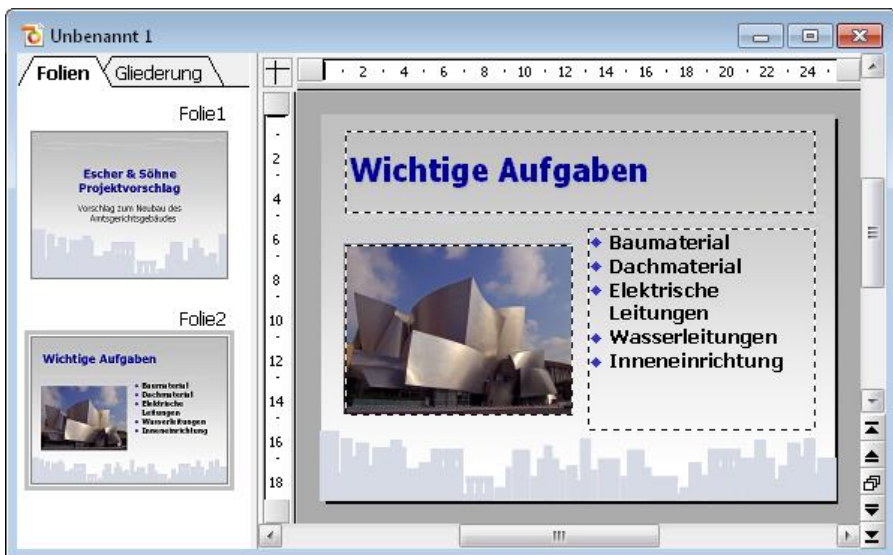 Unbenannt 1
Folien Gliederung
2 4 6 8 10 12 14 16 18 20 22 24
Folie1
Escher & Söhne
Projektvorschlag
Vorschlag zum Neubau des
Amtsgerichtsgebäudes
Folie2
Wichtige Aufgaben
Baumaterial
Dachmaterial
Elektrische
Leitungen
Wasserleitungen
Inneneinrichtung
2
4
6
8
10
12
14
16
18
Wichtige Aufgaben
Baumaterial
Dachmaterial
Elektrische
Leitungen
Wasserleitungen
Inneneinrichtung